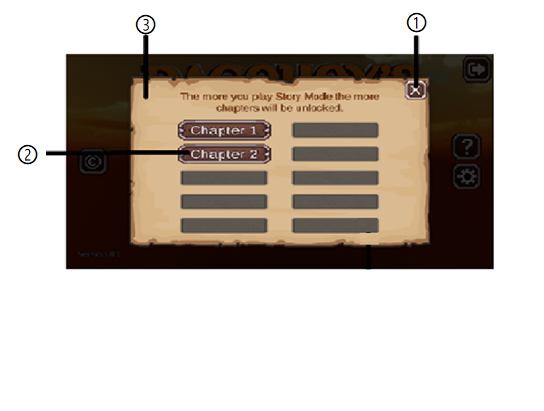 ③
①
The more you play Story Mode the more
chapters will be unlocked.
Chapter 1
②
Chapter 2
©
?